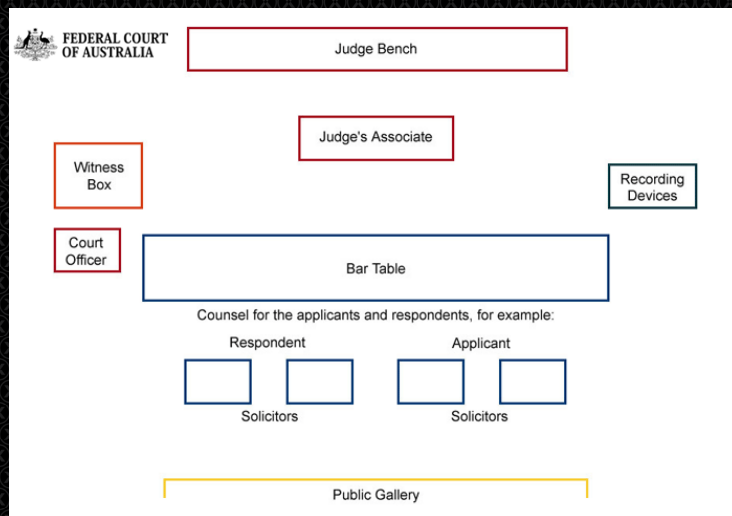 FEDERAL COURT
OF AUSTRALIA
Judge Bench
Judge's Associate
Witness
Box
Recording
Devices
Court
Officer
Bar Table
Counsel for the applicants and respondents, for example:
Respondent
Applicant
Solicitors
Solicitors
Public Gallery